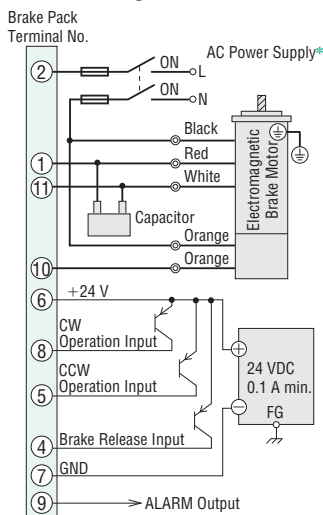 Brake Pack
Terminal No.
AC Power Supply*
2
ON
L
ON
N
Black
Red
1
White
11
Capacitor
Electromagnetic
Brake Motor
Orange
Orange
10
6
+24 V
CW
Operation Input
8
CCW
Operation Input
5
24 VDC
0.1 A min.
FG
Brake Release Input
4
GND
7
9
ALARM Output